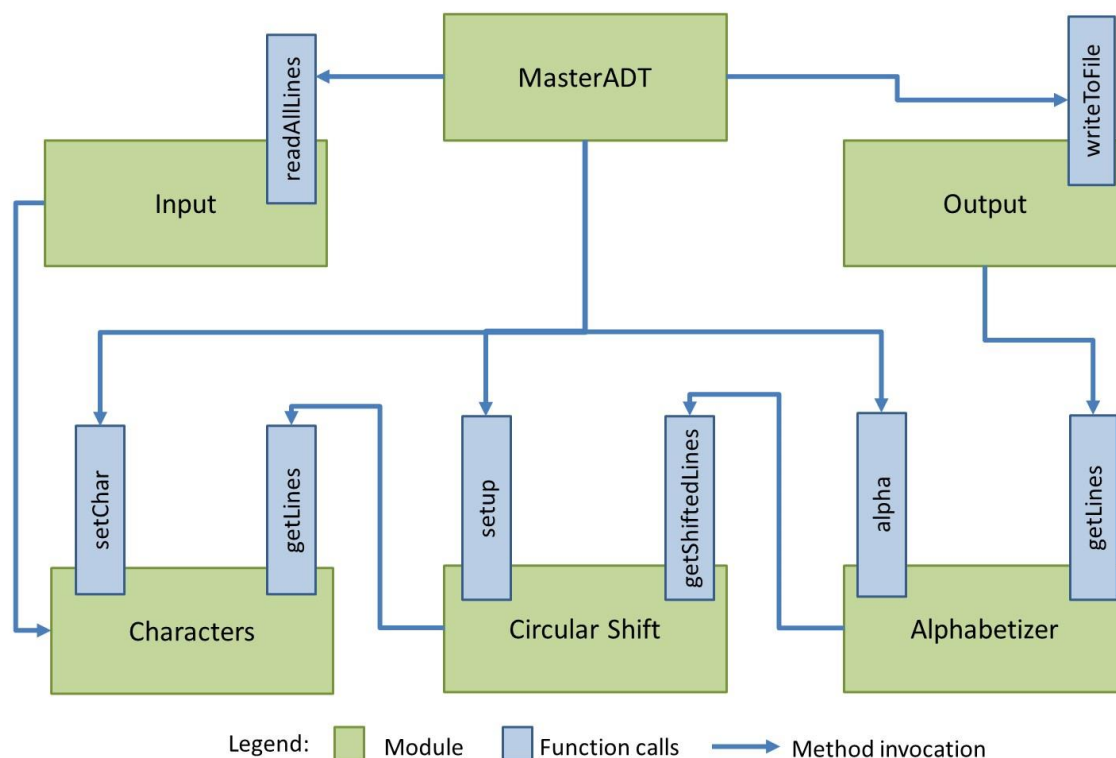 readAllLines
MasterADT
writeToFile
Input
Output
setChar
getLines
setup
getShiftedLines
alpha
getLines
Characters
Circular Shift
Alphabetizer
Legend: Module Function calls Method invocation